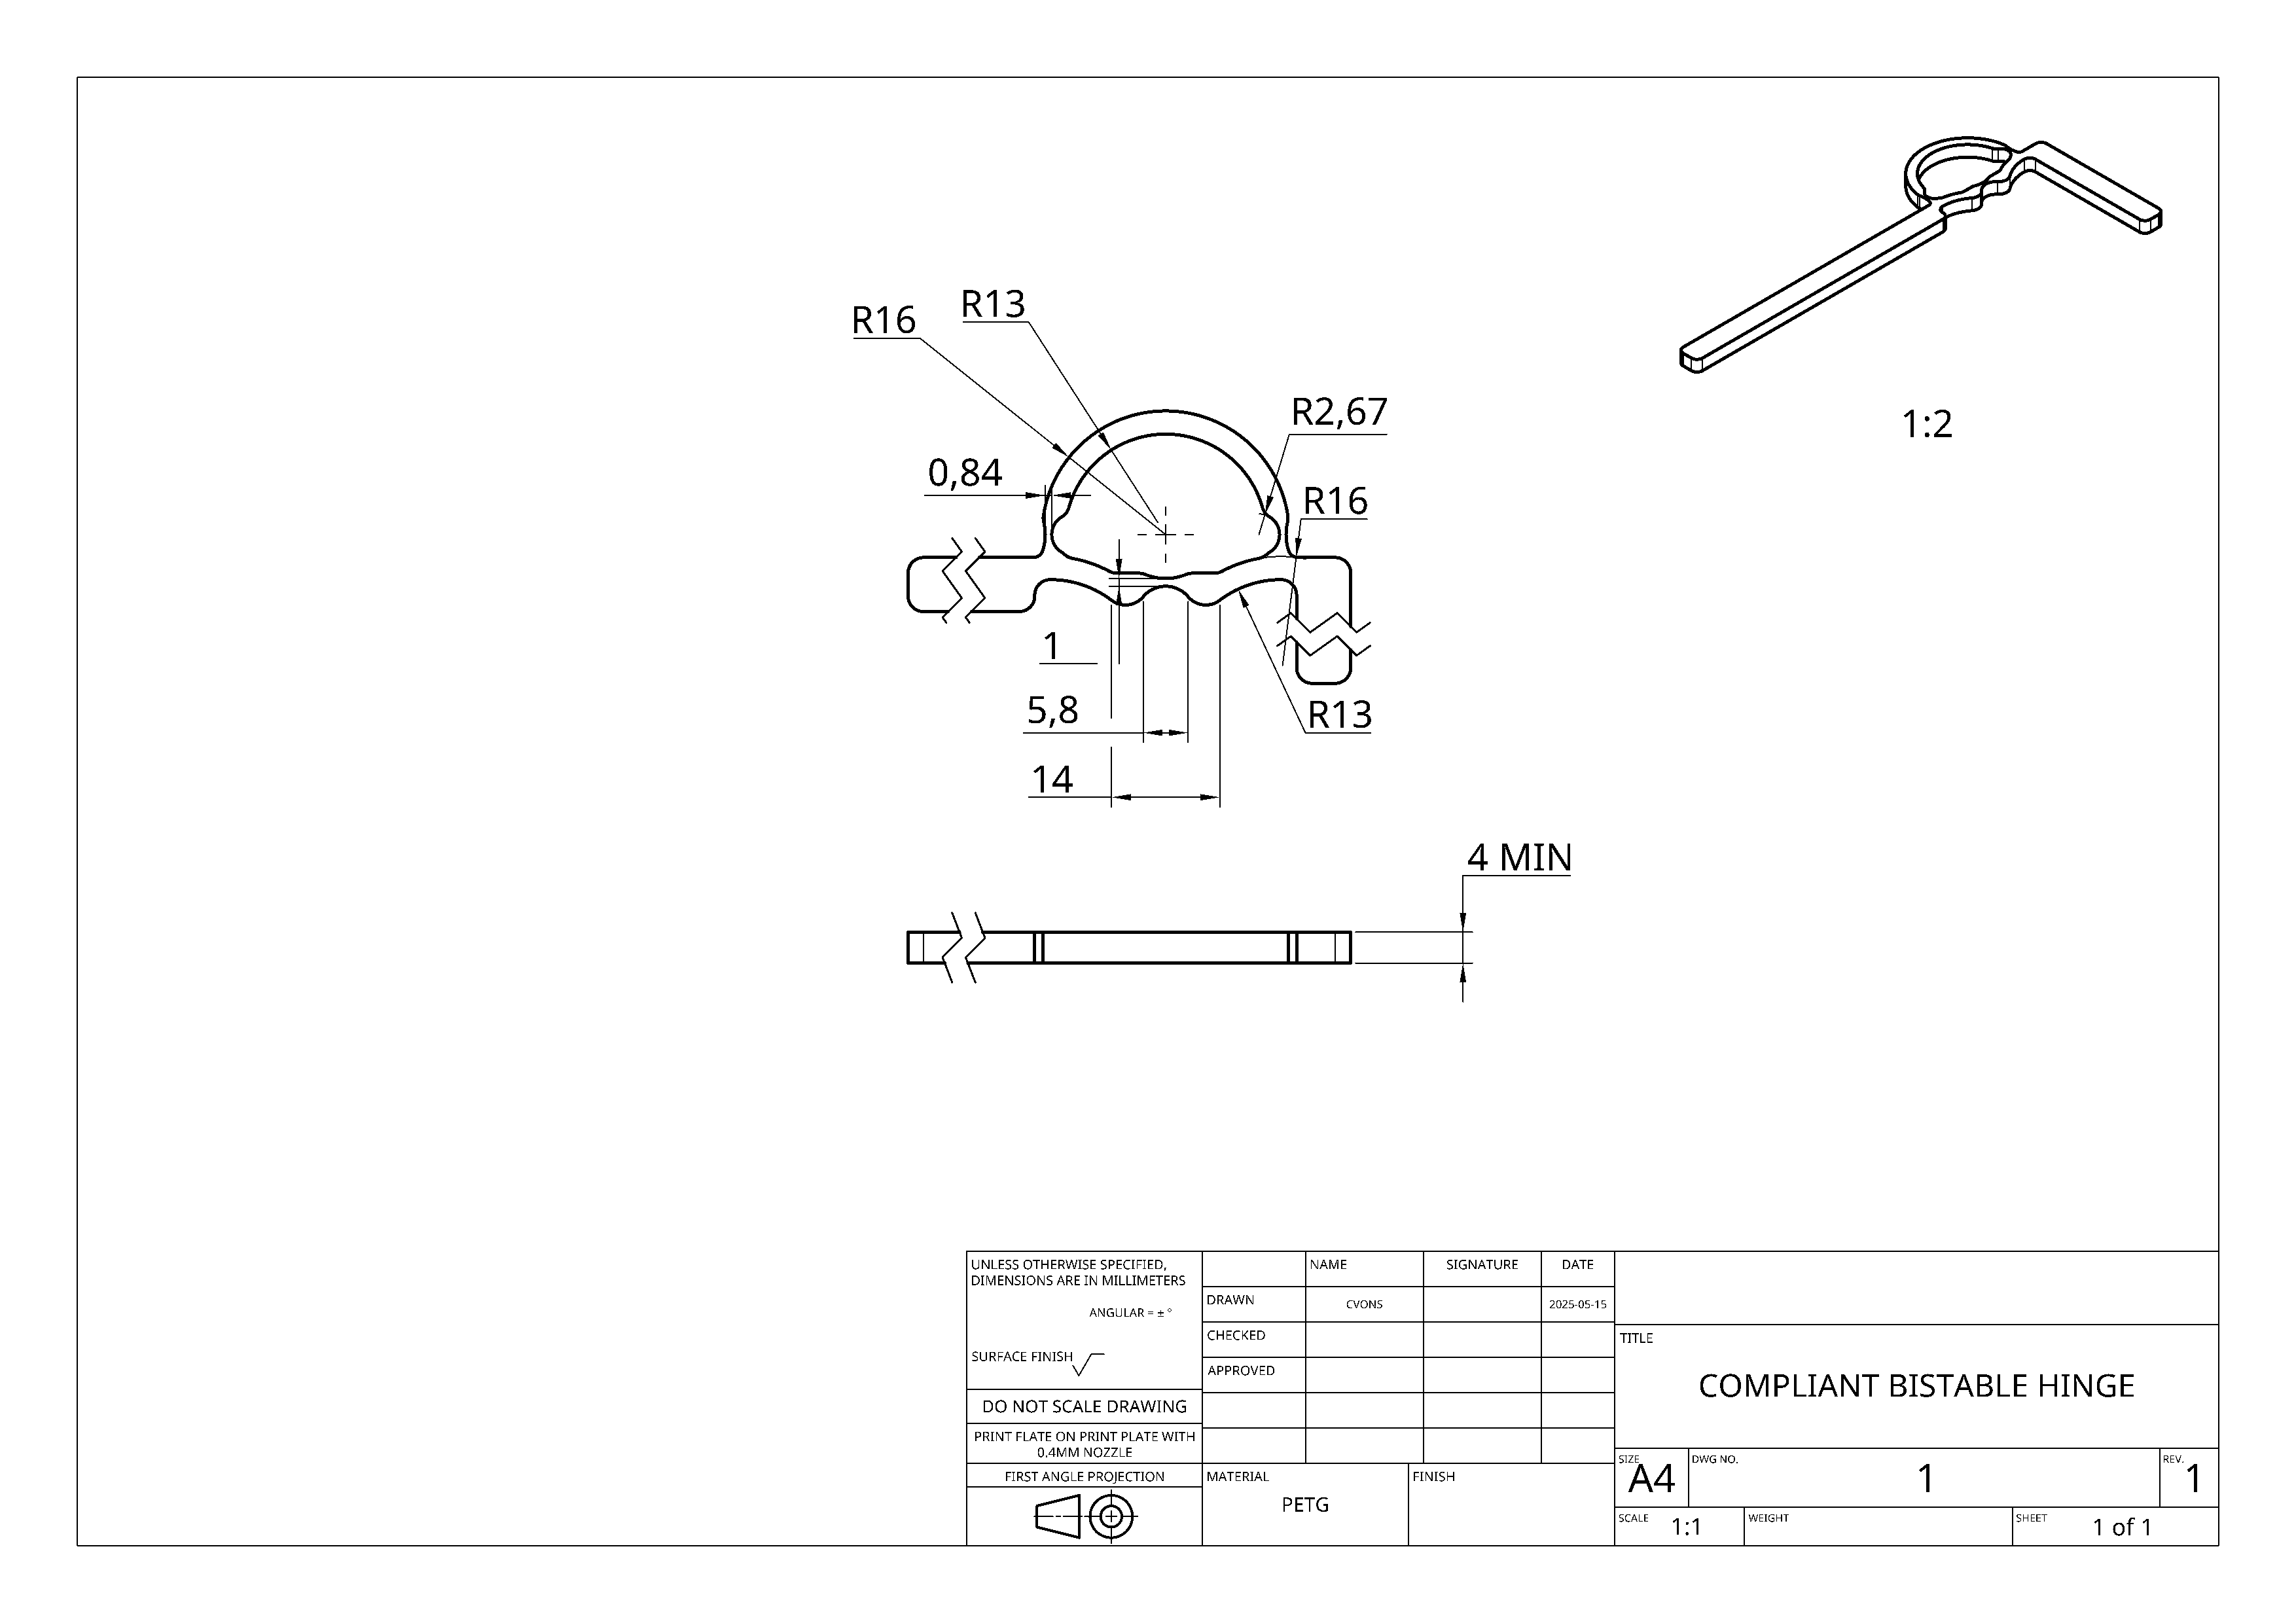 R16
R13
R2,67
1:2
0,84
R16
1
5,8
R13
14
4 MIN
UNLESS OTHERWISE SPECIFIED,
DIMENSIONS ARE IN MILLIMETERS
ANGULAR = ± °
SURFACE FINISH
DO NOT SCALE DRAWING
PRINT FLATE ON PRINT PLATE WITH
0.4MM NOZZLE
FIRST ANGLE PROJECTION
NAME
SIGNATURE
DATE
DRAWN
CVONS
2025-05-15
CHECKED
APPROVED
MATERIAL
PETG
FINISH
TITLE
COMPLIANT BISTABLE HINGE
SIZE
A4
DWG NO.
1
REV.
1
SCALE
1:1
WEIGHT
SHEET
1 of 1